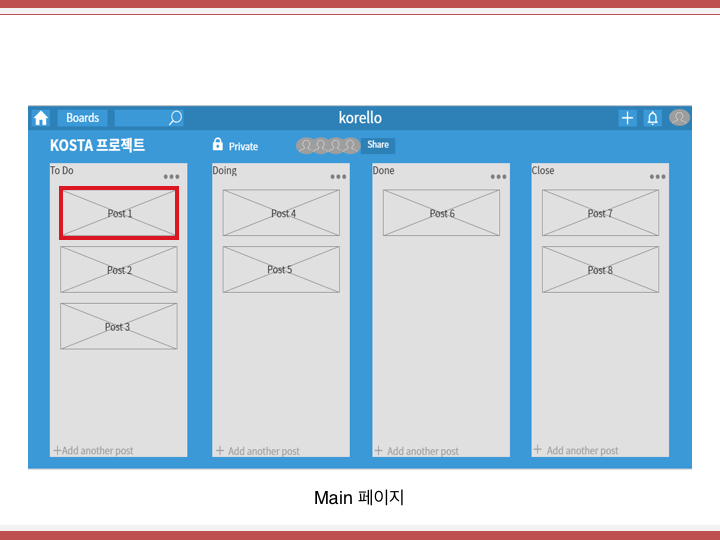 Boards
korello
KOSTA 프로젝트
Private
Share
To Do
Post 1
Post 2
Post 3
+Add another post
Doing
Post 4
Post 5
+ Add another post
Done
Post 6
+ Add another post
Close
Post 7
Post 8
+ Add another post
Main 페이지